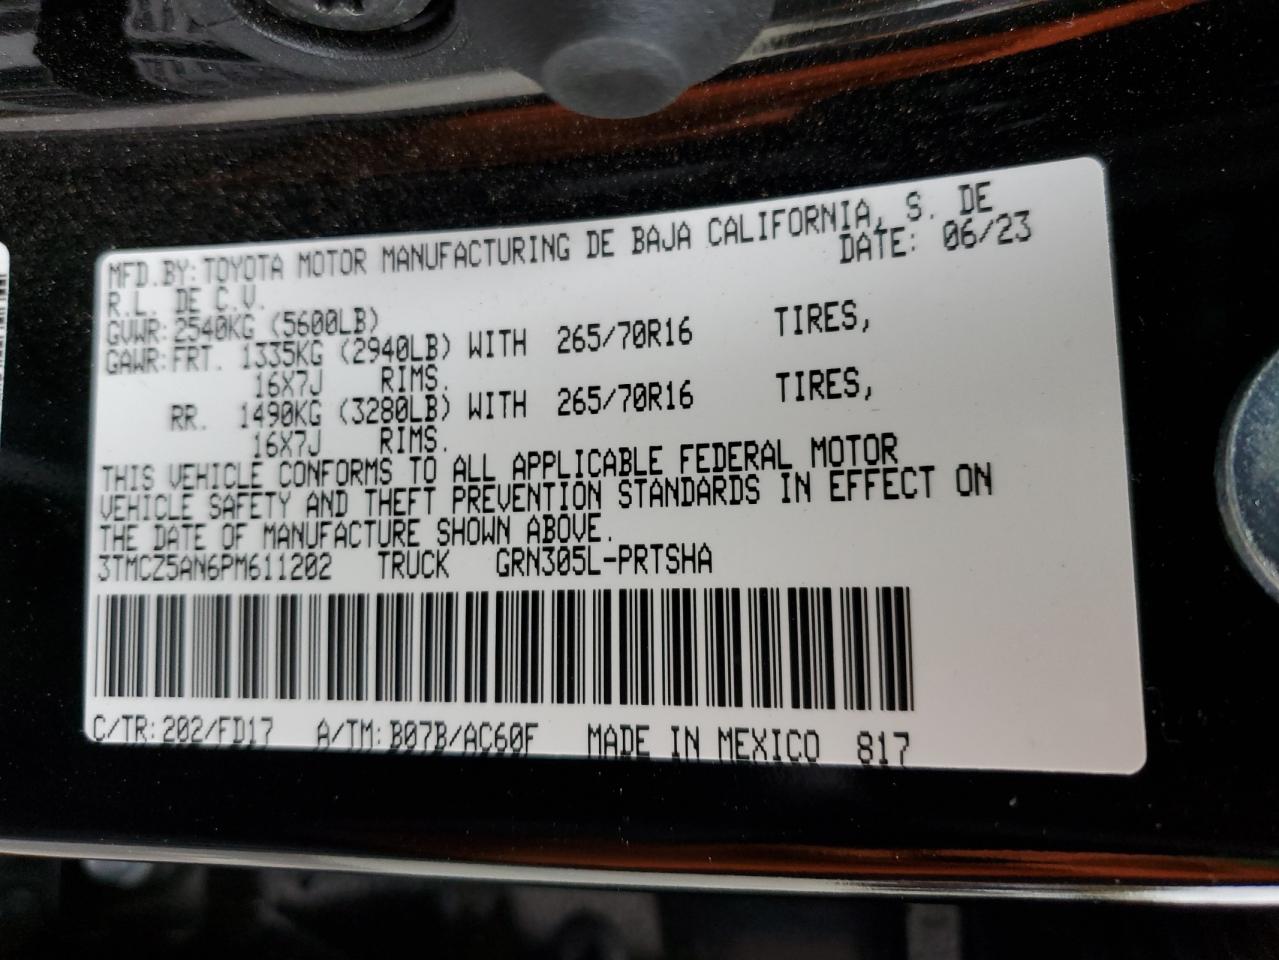 MFD.BY: TOYOTA MOTOR MANUFACTURING DE BAJA CALIFORNIA, S. DE
R.L. DE C.V. DATE: 06/23
GVWR: 2540KG (5600LB)
GAWR: FRT. 1335KG (2940LB) WITH 265/70R16 TIRES,
16X7J RIMS.
RR. 1490KG (3280LB) WITH 265/70R16 TIRES,
16X7J RIMS.
THIS VEHICLE CONFORMS TO ALL APPLICABLE FEDERAL MOTOR
VEHICLE SAFETY AND THEFT PREVENTION STANDARDS IN EFFECT ON
THE DATE OF MANUFACTURE SHOWN ABOVE.
3TMCZ5AN6PM611202 TRUCK GRN305L-PRTSHA
C/TR: 202/FD17 A/TM: B07B/AC60F MADE IN MEXICO 817